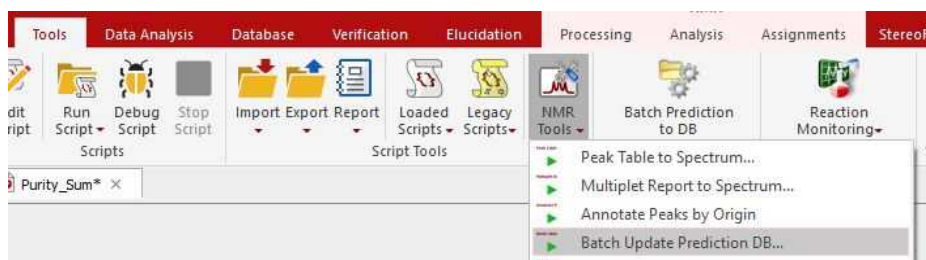 Tools Data Analysis Database Verification Elucidation Processing Analysis Assignments
Run Debug Stop Import Export Report Loaded Legacy NMR Batch Prediction Reaction
Script Script Script Scripts Scripts Tools to DB Monitoring
Scripts Script Tools
Purity_Sum* ×
Peak Table to Spectrum...
Multiplet Report to Spectrum...
Annotate Peaks by Origin
Batch Update Prediction DB...